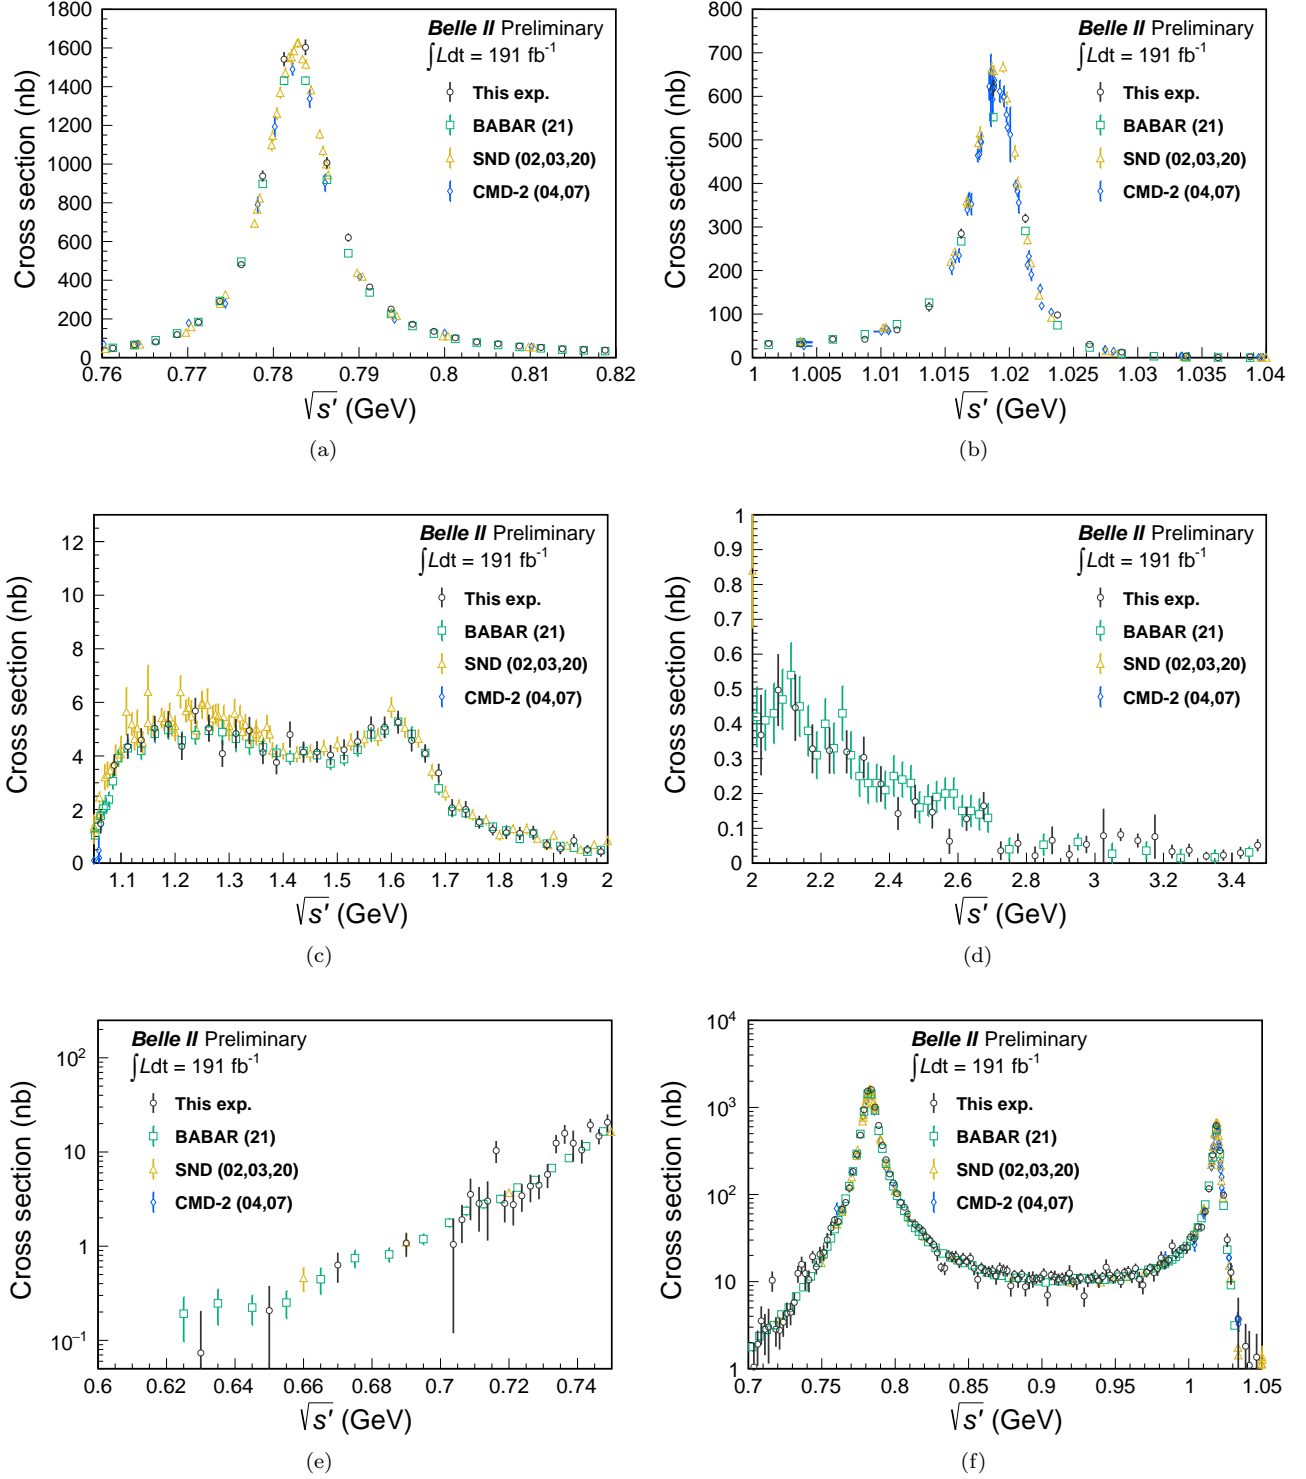 Belle II Preliminary
∫Ldt = 191 fb⁻¹
This exp.
BABAR (21)
SND (02,03,20)
CMD-2 (04,07)
Cross section (nb)
1800
1600
1400
1200
1000
800
600
400
200
0
0.76 0.77 0.78 0.79 0.8 0.81 0.82
√s′ (GeV)
(a)
Belle II Preliminary
∫Ldt = 191 fb⁻¹
This exp.
BABAR (21)
SND (02,03,20)
CMD-2 (04,07)
Cross section (nb)
800
700
600
500
400
300
200
100
0
1 1.005 1.01 1.015 1.02 1.025 1.03 1.035 1.04
√s′ (GeV)
(b)
Belle II Preliminary
∫Ldt = 191 fb⁻¹
This exp.
BABAR (21)
SND (02,03,20)
CMD-2 (04,07)
Cross section (nb)
12
10
8
6
4
2
0
1.1 1.2 1.3 1.4 1.5 1.6 1.7 1.8 1.9 2
√s′ (GeV)
(c)
Belle II Preliminary
∫Ldt = 191 fb⁻¹
This exp.
BABAR (21)
SND (02,03,20)
CMD-2 (04,07)
Cross section (nb)
1
0.9
0.8
0.7
0.6
0.5
0.4
0.3
0.2
0.1
0
2 2.2 2.4 2.6 2.8 3 3.2 3.4
√s′ (GeV)
(d)
Belle II Preliminary
∫Ldt = 191 fb⁻¹
This exp.
BABAR (21)
SND (02,03,20)
CMD-2 (04,07)
Cross section (nb)
10²
10
1
10⁻¹
0.6 0.62 0.64 0.66 0.68 0.7 0.72 0.74
√s′ (GeV)
(e)
Belle II Preliminary
∫Ldt = 191 fb⁻¹
This exp.
BABAR (21)
SND (02,03,20)
CMD-2 (04,07)
Cross section (nb)
10⁴
10³
10²
10
1
0.7 0.75 0.8 0.85 0.9 0.95 1 1.05
√s′ (GeV)
(f)